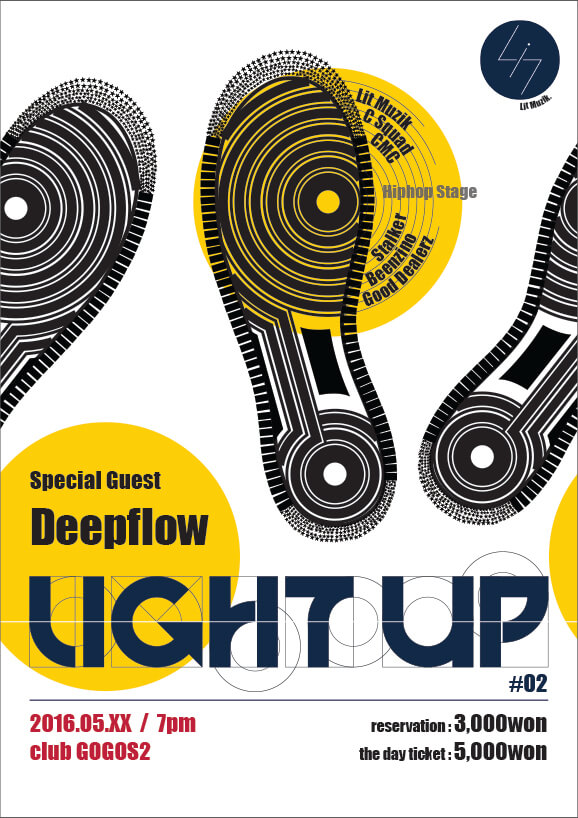 Lit Muzik.
Lit Muzik
C.Squad
CMC
Hiphop Stage
Stalker
Beenzino
Good Dealerz
Special Guest
Deepflow
LIGHT UP
#02
2016.05.XX / 7pm
club GOGOS2
reservation : 3,000won
the day ticket : 5,000won